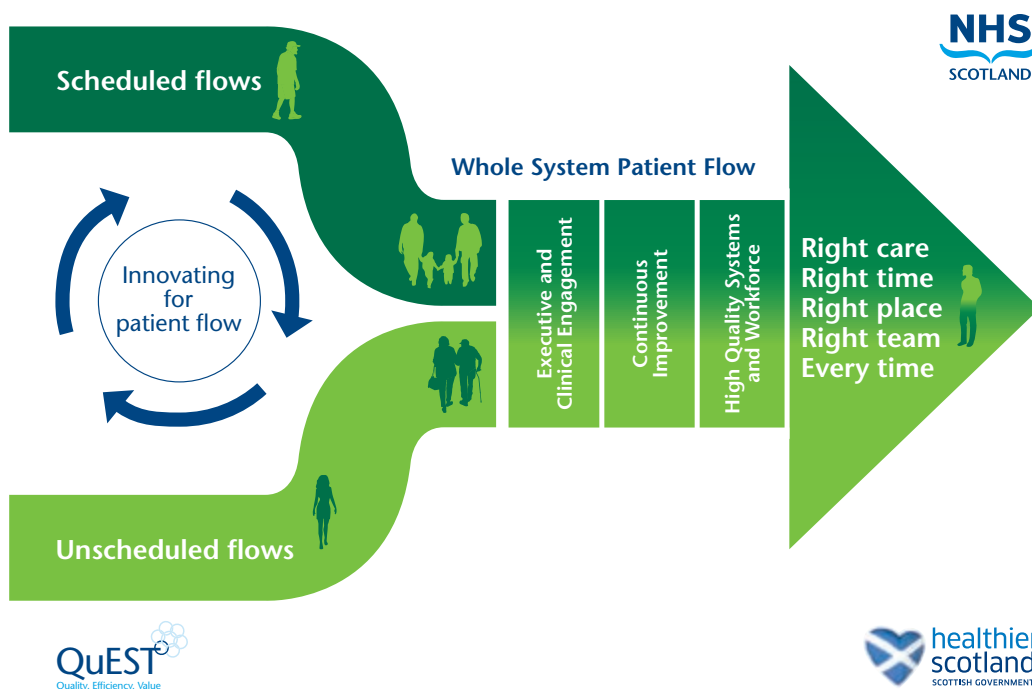 NHS
SCOTLAND
Scheduled flows
Whole System Patient Flow
Innovating
for
patient flow
Executive and
Clinical Engagement
Continuous
Improvement
High Quality Systems
and Workforce
Right care
Right time
Right place
Right team
Every time
Unscheduled flows
QuEST
Quality. Efficiency. Value
healthier
scotland
SCOTTISH GOVERNMENT